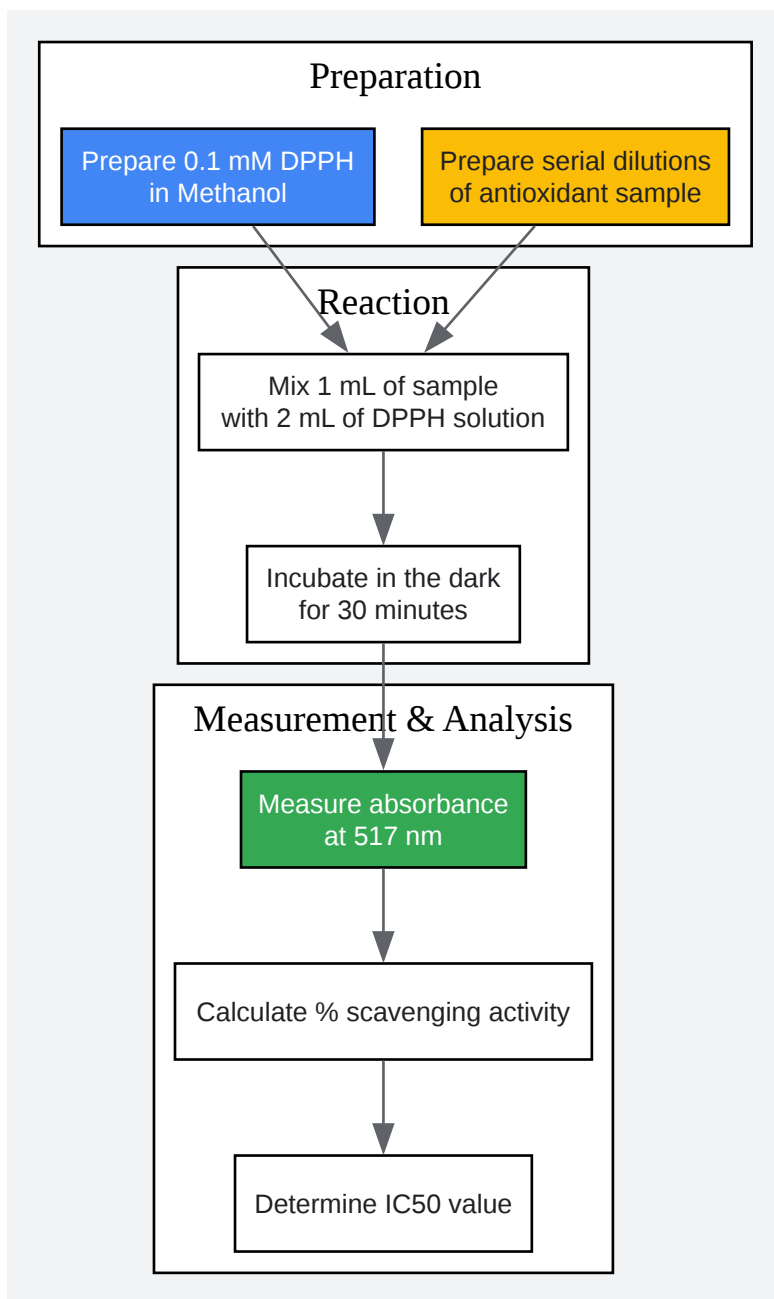 Preparation
Prepare 0.1 mM DPPH
in Methanol
Prepare serial dilutions
of antioxidant sample
Reaction
Mix 1 mL of sample
with 2 mL of DPPH solution
Incubate in the dark
for 30 minutes
Measurement & Analysis
Measure absorbance
at 517 nm
Calculate % scavenging activity
Determine IC50 value